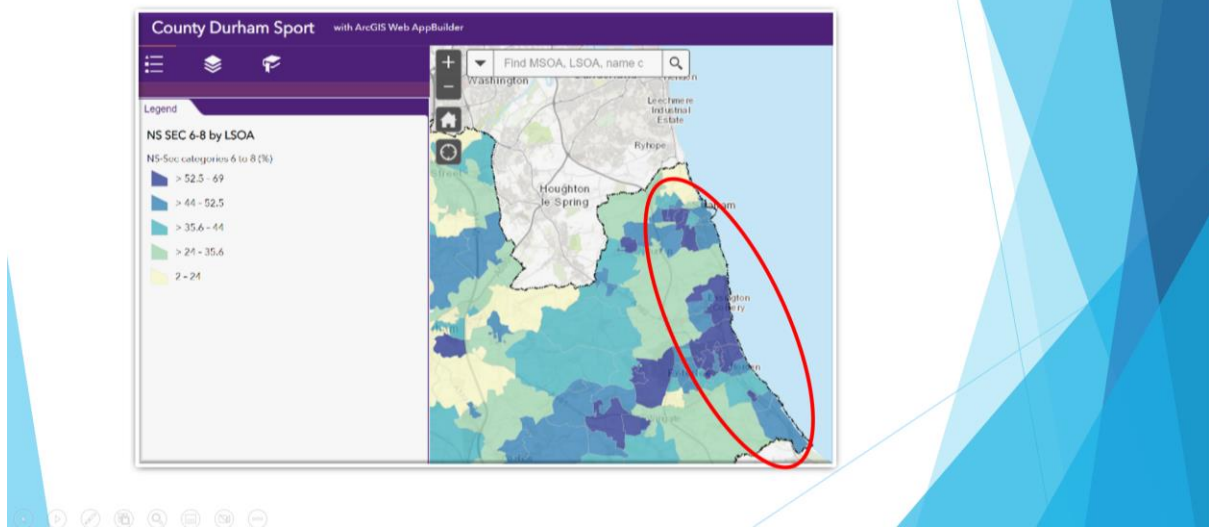 County Durham Sport with ArcGIS Web AppBuilder
Find MSOA, LSOA, name c
Legend
NS SEC 6-8 by LSOA
NS-Sec categories 6 to 8 (%)
> 52.5 - 69
> 44 - 52.5
> 35.6 - 44
> 24 - 35.6
2 - 24
Washington
Leechmere
Industrial
Estate
Ryhope
Houghton
le Spring